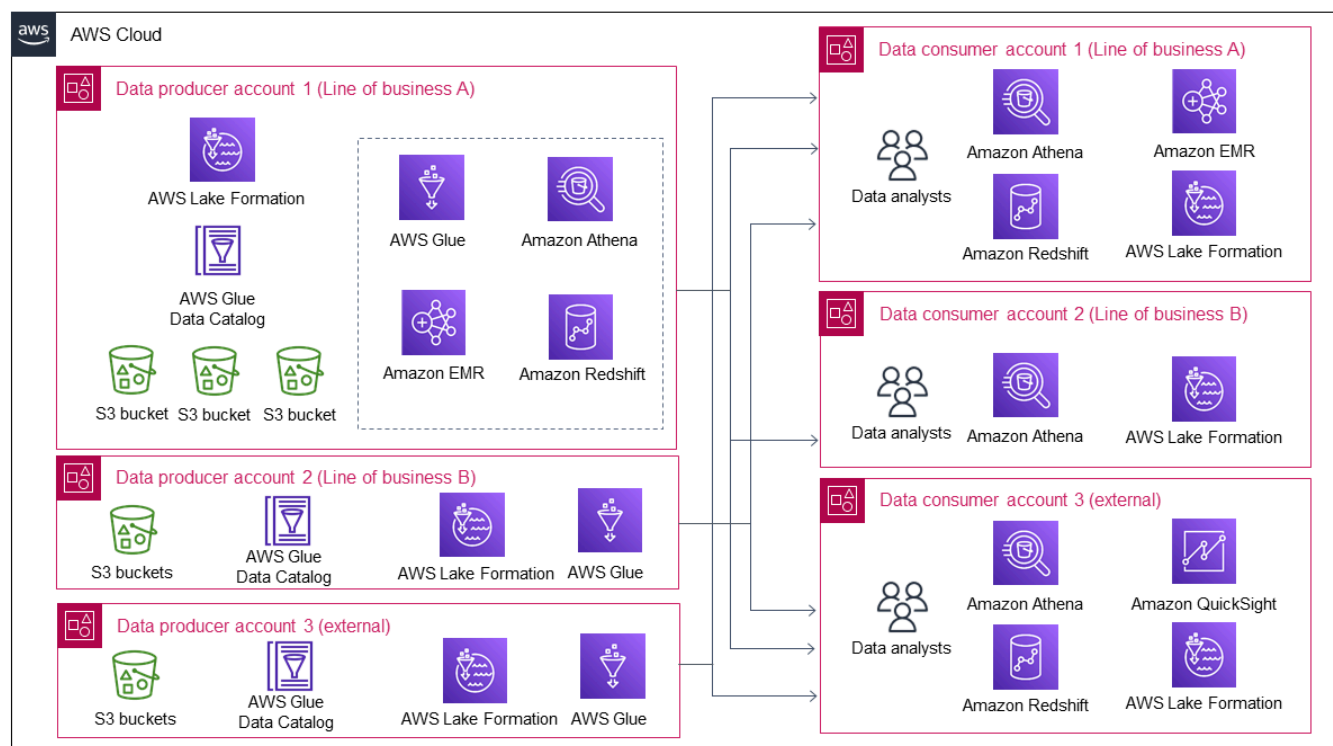 aws
AWS Cloud
Data producer account 1 (Line of business A)
AWS Lake Formation
AWS Glue
Data Catalog
S3 bucket
S3 bucket
S3 bucket
AWS Glue
Amazon Athena
Amazon EMR
Amazon Redshift
Data producer account 2 (Line of business B)
S3 buckets
AWS Glue
Data Catalog
AWS Lake Formation
AWS Glue
Data producer account 3 (external)
S3 buckets
AWS Glue
Data Catalog
AWS Lake Formation
AWS Glue
Data consumer account 1 (Line of business A)
Data analysts
Amazon Athena
Amazon EMR
Amazon Redshift
AWS Lake Formation
Data consumer account 2 (Line of business B)
Data analysts
Amazon Athena
AWS Lake Formation
Data consumer account 3 (external)
Data analysts
Amazon Athena
Amazon QuickSight
Amazon Redshift
AWS Lake Formation